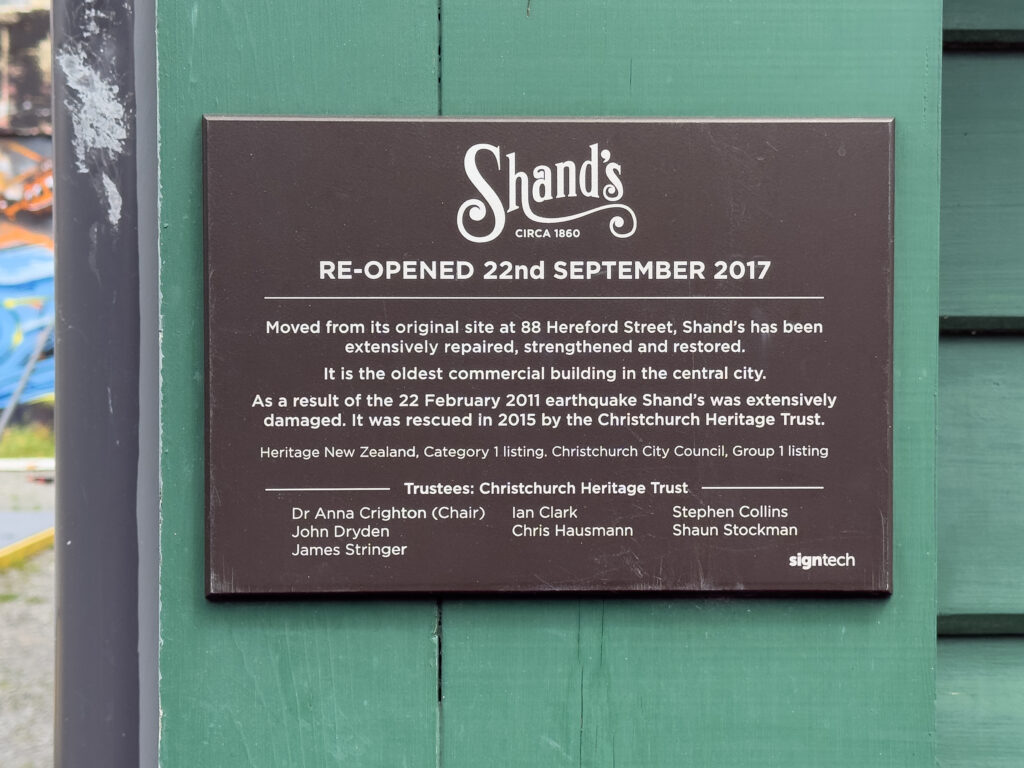 Shand's
CIRCA 1860
RE-OPENED 22nd SEPTEMBER 2017
Moved from its original site at 88 Hereford Street, Shand's has been
extensively repaired, strengthened and restored.
It is the oldest commercial building in the central city.
As a result of the 22 February 2011 earthquake Shand's was extensively
damaged. It was rescued in 2015 by the Christchurch Heritage Trust.
Heritage New Zealand, Category 1 listing. Christchurch City Council, Group 1 listing
Trustees: Christchurch Heritage Trust
Dr Anna Crighton (Chair) Ian Clark Stephen Collins
John Dryden Chris Hausmann Shaun Stockman
James Stringer
signtech